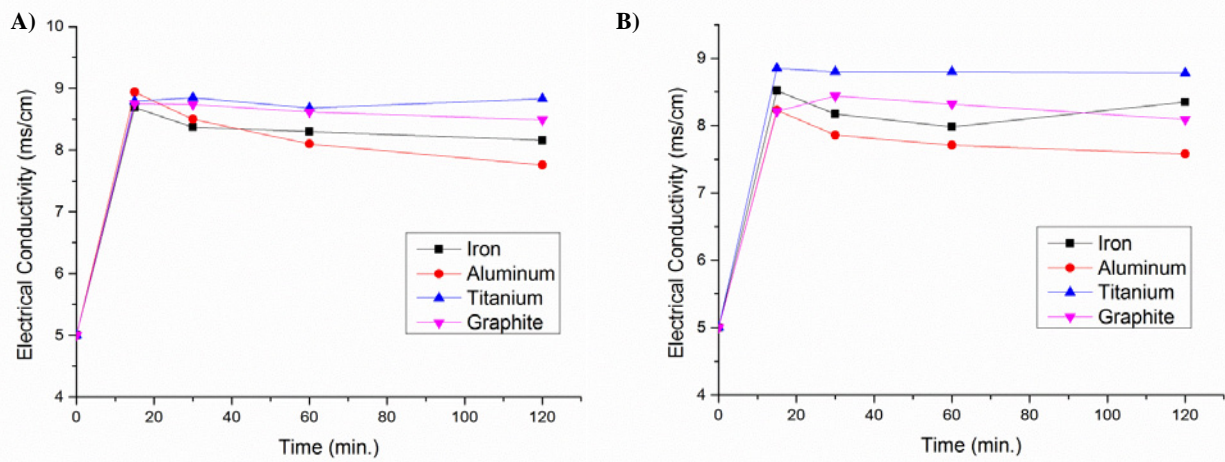 A)
10
9
8
7
6
5
4
Electrical Conductivity (ms/cm)
Iron
Aluminum
Titanium
Graphite
0
20
40
60
80
100
120
Time (min.)
B)
9
8
7
6
5
4
Electrical Conductivity (ms/cm)
Iron
Aluminum
Titanium
Graphite
0
20
40
60
80
100
120
Time (min.)